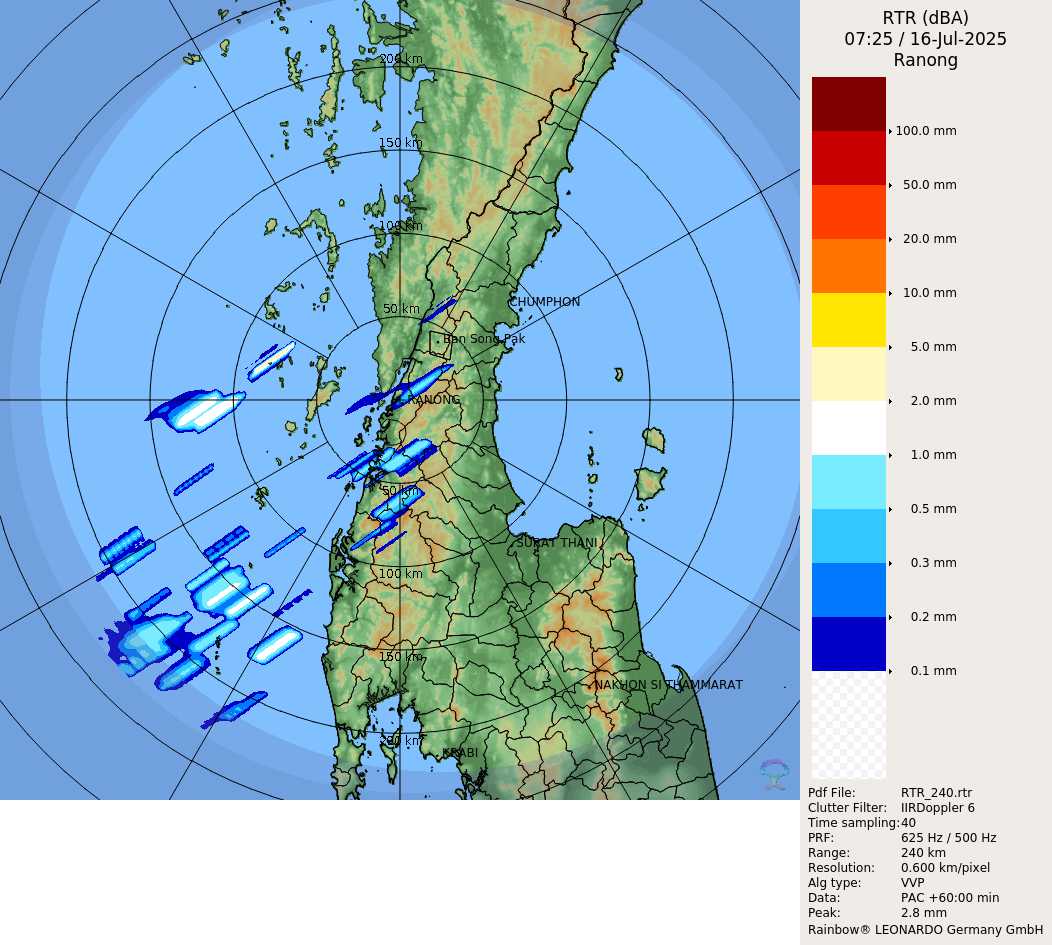 RTR (dBA)
07:25 / 16-Jul-2025
Ranong
200 km
150 km
100 km
50 km
CHUMPHON
Ban Song Pak
RANONG
50 km
SURAT THANI
100 km
150 km
NAKHON SI THAMMARAT
200 km
KRABI
100.0 mm
50.0 mm
20.0 mm
10.0 mm
5.0 mm
2.0 mm
1.0 mm
0.5 mm
0.3 mm
0.2 mm
0.1 mm
Pdf File: RTR_240.rtr
Clutter Filter: IIRDoppler 6
Time sampling:40
PRF: 625 Hz / 500 Hz
Range: 240 km
Resolution: 0.600 km/pixel
Alg type: VVP
Data: PAC +60:00 min
Peak: 2.8 mm
Rainbow® LEONARDO Germany GmbH